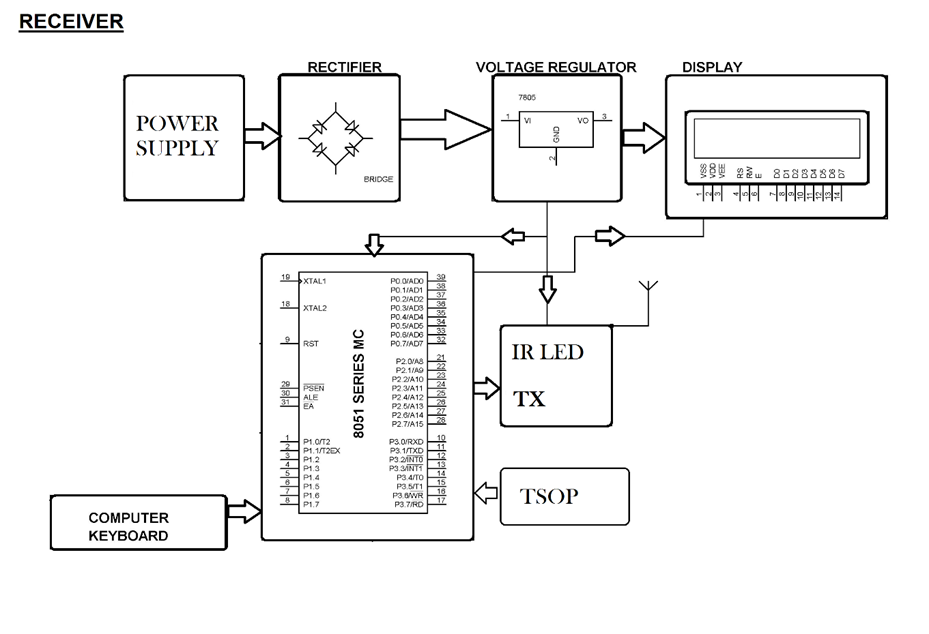 RECEIVER
RECTIFIER
VOLTAGE REGULATOR
DISPLAY
POWER
SUPPLY
BRIDGE
7805
1
VI
VO
3
GND
2
VSS
VDD
VEE
RS
RW
E
D0
D1
D2
D3
D4
D5
D6
D7
1
2
3
4
5
6
7
8
9
10
11
12
13
14
19
XTAL1
18
XTAL2
9
RST
29
PSEN
30
ALE
31
EA
1
P1.0/T2
2
P1.1/T2EX
3
P1.2
4
P1.3
5
P1.4
6
P1.5
7
P1.6
8
P1.7
8051 SERIES MC
P0.0/AD0
39
P0.1/AD1
38
P0.2/AD2
37
P0.3/AD3
36
P0.4/AD4
35
P0.5/AD5
34
P0.6/AD6
33
P0.7/AD7
32
P2.0/A8
21
P2.1/A9
22
P2.2/A10
23
P2.3/A11
24
P2.4/A12
25
P2.5/A13
26
P2.6/A14
27
P2.7/A15
28
P3.0/RXD
10
P3.1/TXD
11
P3.2/INT0
12
P3.3/INT1
13
P3.4/T0
14
P3.5/T1
15
P3.6/WR
16
P3.7/RD
17
IR LED
TX
TSOP
COMPUTER
KEYBOARD